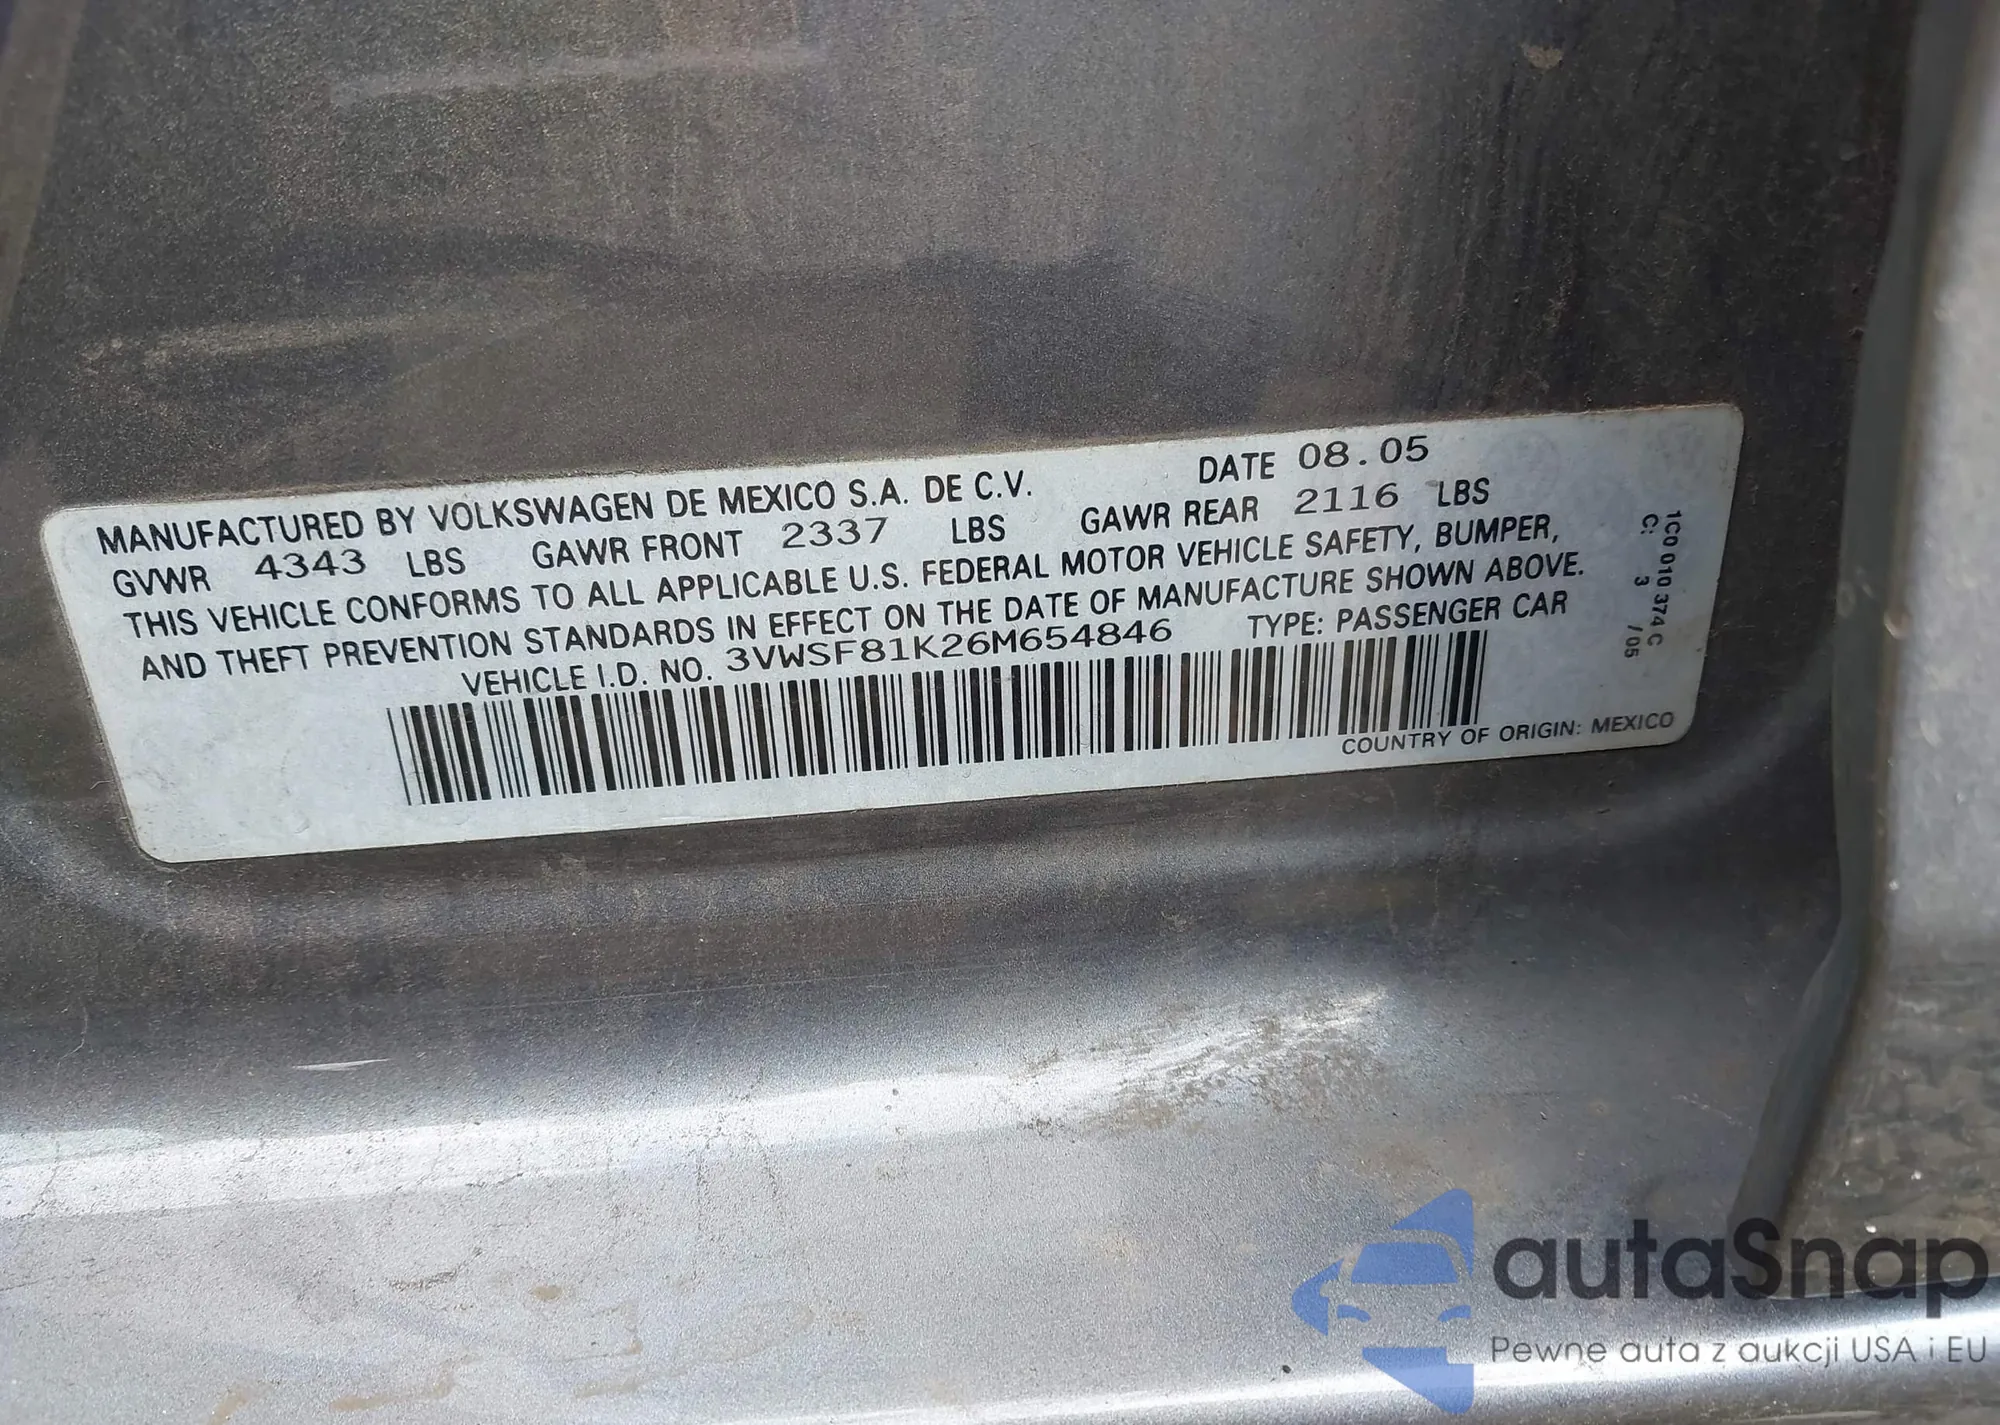 MANUFACTURED BY VOLKSWAGEN DE MEXICO S.A. DE C.V. DATE 08.05
GVWR 4343 LBS GAWR FRONT 2337 LBS GAWR REAR 2116 LBS
THIS VEHICLE CONFORMS TO ALL APPLICABLE U.S. FEDERAL MOTOR VEHICLE SAFETY, BUMPER,
AND THEFT PREVENTION STANDARDS IN EFFECT ON THE DATE OF MANUFACTURE SHOWN ABOVE.
VEHICLE I.D. NO. 3VWSF81K26M654846 TYPE: PASSENGER CAR
COUNTRY OF ORIGIN: MEXICO
1C0 010 374 C
C: 3 /05
autaSnap
Pewne auta z aukcji USA i EU